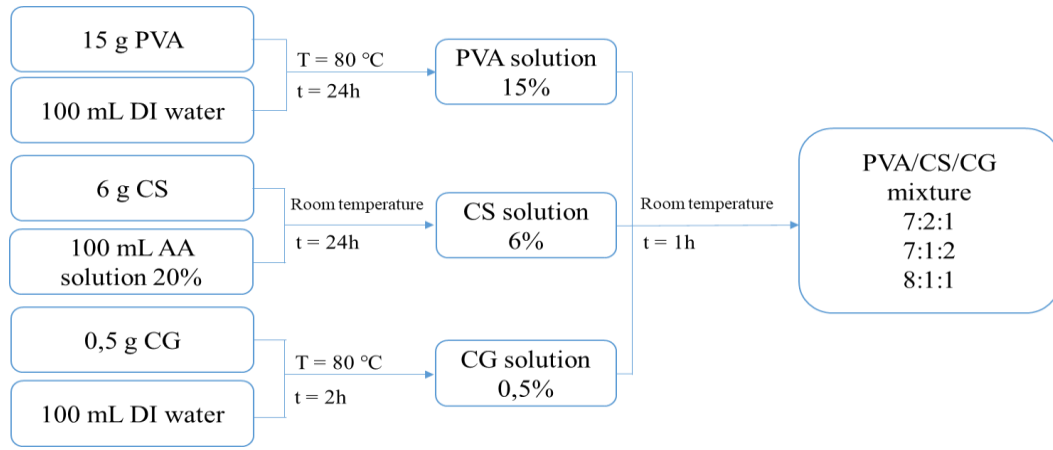 15 g PVA
100 mL DI water
T = 80 °C
t = 24h
PVA solution
15%
6 g CS
100 mL AA
solution 20%
Room temperature
t = 24h
CS solution
6%
0,5 g CG
100 mL DI water
T = 80 °C
t = 2h
CG solution
0,5%
Room temperature
t = 1h
PVA/CS/CG
mixture
7:2:1
7:1:2
8:1:1